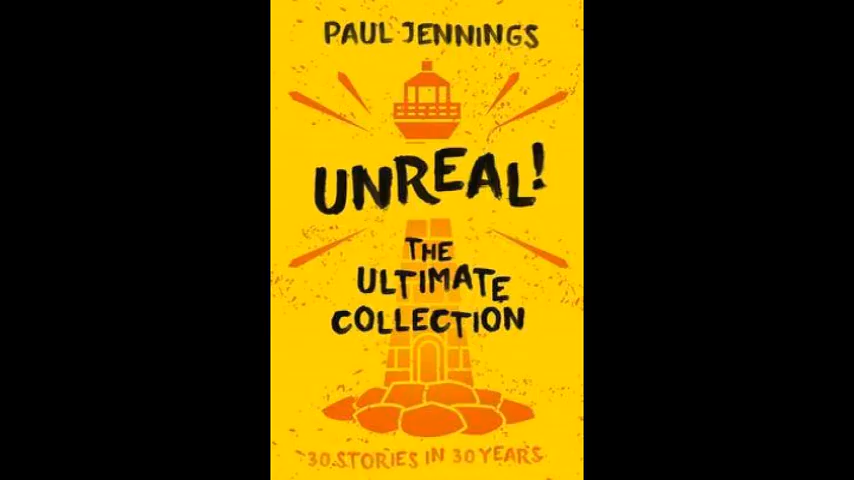 PAUL JENNINGS
UNREAL!
THE
ULTIMATE
COLLECTION
30 STORIES IN 30 YEARS